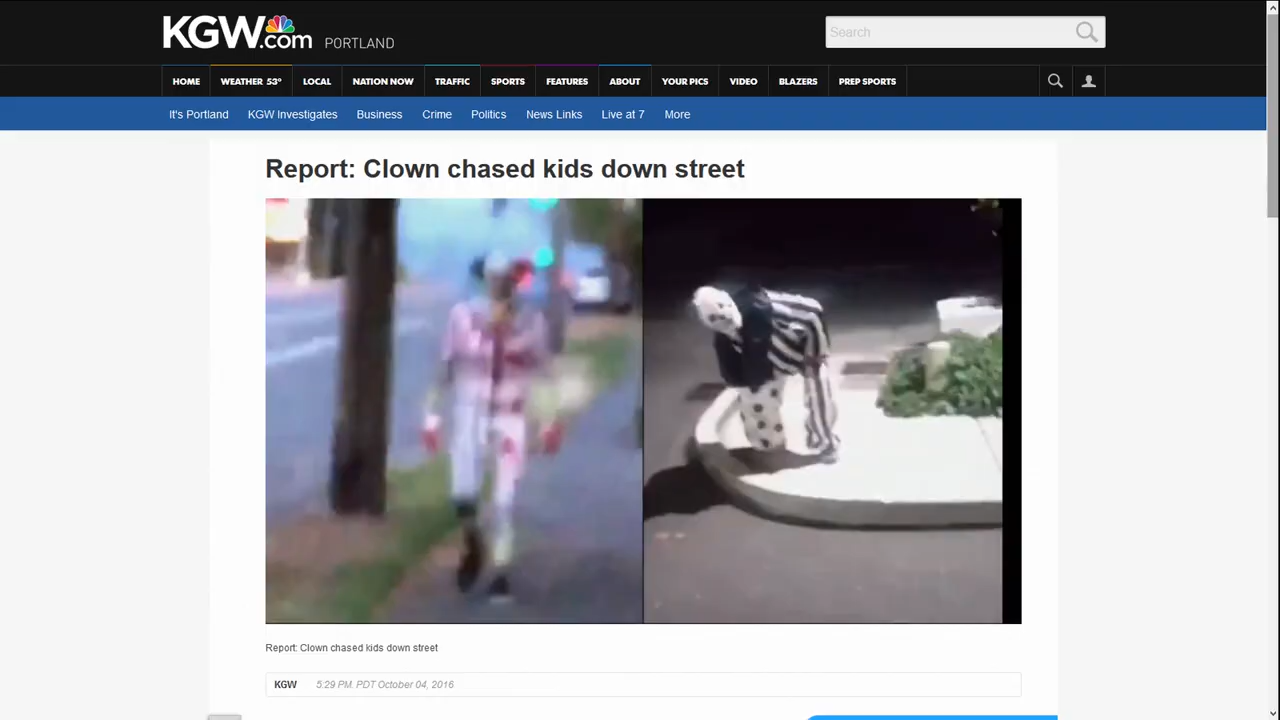 KGW.com PORTLAND
Search
HOME WEATHER 53° LOCAL NATION NOW TRAFFIC SPORTS FEATURES ABOUT YOUR PICS VIDEO BLAZERS PREP SPORTS
It's Portland KGW Investigates Business Crime Politics News Links Live at 7 More
Report: Clown chased kids down street
Report: Clown chased kids down street
KGW 5:29 PM. PDT October 04, 2016